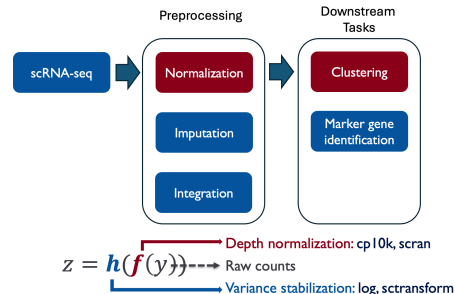 Preprocessing
Downstream
Tasks
scRNA-seq
Normalization
Clustering
Imputation
Marker gene
identification
Integration
Depth normalization: cp10k, scran
z = h(f(y))
Raw counts
Variance stabilization: log, sctransform